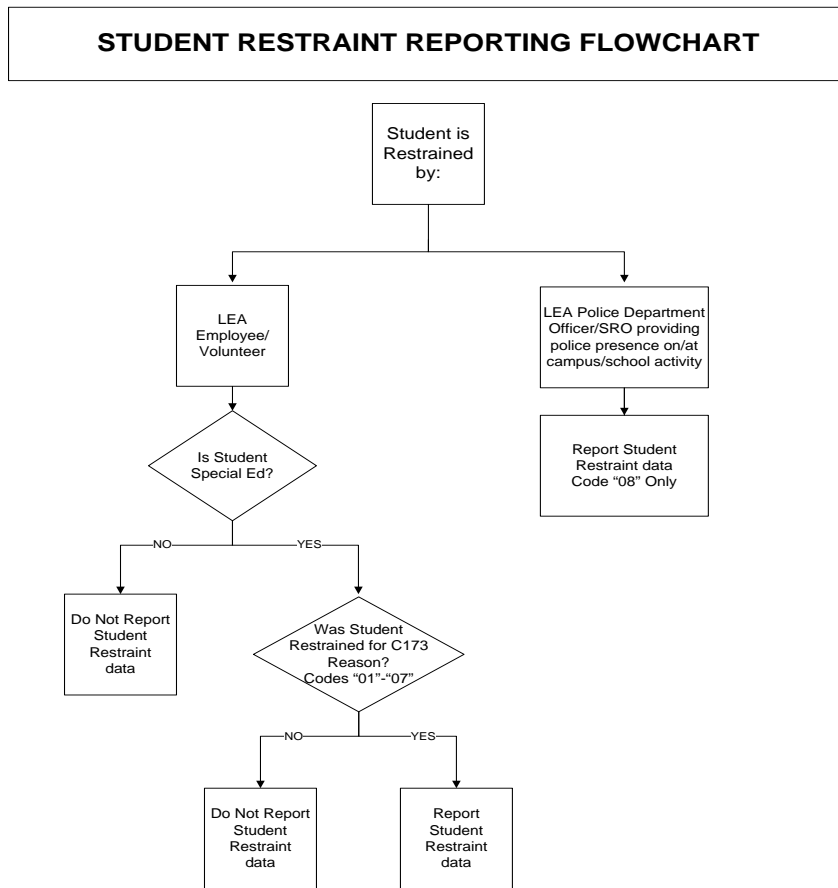 STUDENT RESTRAINT REPORTING FLOWCHART
Student is
Restrained
by:
LEA
Employee/
Volunteer
LEA Police Department
Officer/SRO providing
police presence on/at
campus/school activity
Is Student
Special Ed?
Report Student
Restraint data
Code “08” Only
NO
YES
Do Not Report
Student
Restraint
data
Was Student
Restrained for C173
Reason?
Codes “01”-“07”
NO
YES
Do Not Report
Student
Restraint
data
Report
Student
Restraint
data